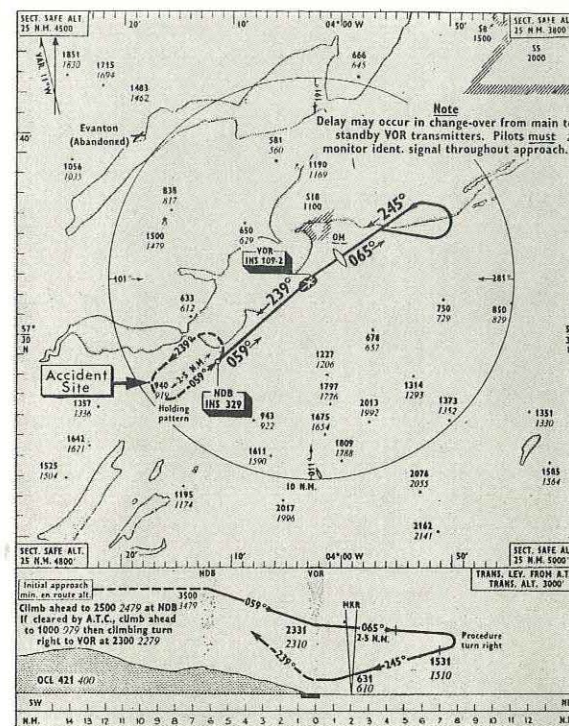 SECT. SAFE ALT.
25 N.M. 4500
20'
10'
04° 00' W
50'
SECT. SAFE ALT.
25 N.M. 3800
VAR. 11°W
1851
1830
1715
1694
1483
1462
666
645
1500
SS
2000
Note
Delay may occur in change-over from main to
standby VOR transmitters. Pilots must
monitor ident. signal throughout approach.
Evanton
(Abandoned)
40'
1056
1035
581
560
1190
1169
838
817
518
1100
1500
1479
650
629
OH
245°
065°
VOR
INS 109·2
101°
281°
239°
059°
633
612
750
729
850
829
57°
30'
N
678
657
239°
2·5 N.M.
059°
1227
1206
Accident
Site
940
919
NDB
INS 329
Holding
pattern
1797
1776
1314
1293
1357
1336
943
922
1675
1654
2013
1992
1373
1352
1351
1330
1642
1621
1611
1590
1809
1788
011°
1525
1504
1195
1174
10 N.M.
2076
2055
1585
1564
2017
1996
2162
2141
SECT. SAFE ALT.
25 N.M. 4800
20'
10'
04° 00' W
50'
SECT. SAFE ALT.
25 N.M. 5000
Initial approach
min. en route alt.
NDB
VOR
TRANS. LEV. FROM A.T.C.
TRANS. ALT. 3000'
3500
3479
059°
Climb ahead to 2500 2479 at NDB
If cleared by A.T.C., climb ahead
to 1000 979 then climbing turn
right to VOR at 2300 2279
MKR
065°
2·5 N.M.
2331
2310
Procedure
turn right
239°
245°
1531
1510
OCL 421 400
631
610
SW
N.M. 14 13 12 11 10 9 8 7 6 5 4 3 2 1 0 1 2 3 4 5 6 7 8 9 10 11 12